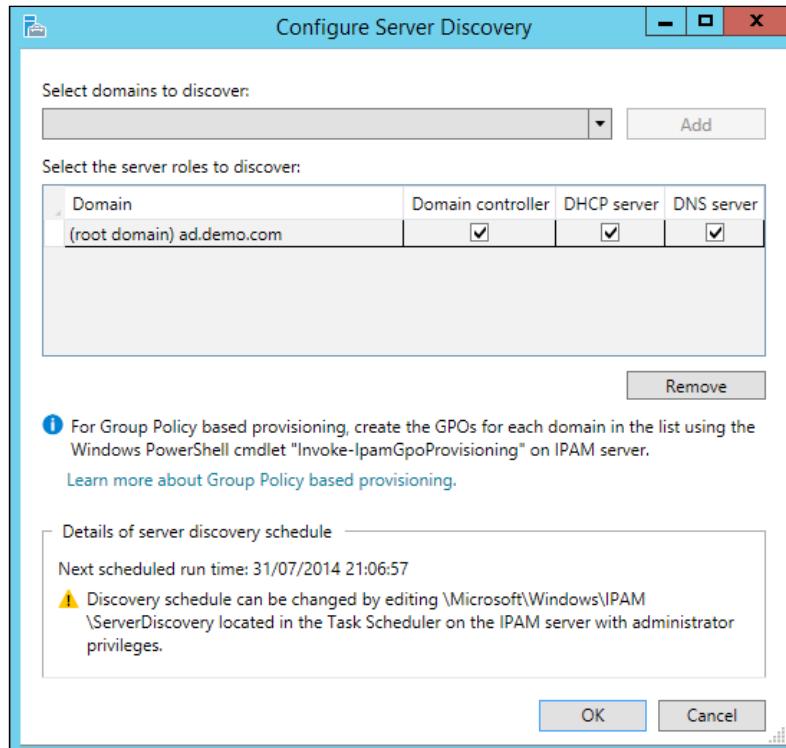 Configure Server Discovery
Select domains to discover:
Add
Select the server roles to discover:
Domain Domain controller DHCP server DNS server
(root domain) ad.demo.com
Remove
For Group Policy based provisioning, create the GPOs for each domain in the list using the
Windows PowerShell cmdlet "Invoke-IpamGpoProvisioning" on IPAM server.
Learn more about Group Policy based provisioning.
Details of server discovery schedule
Next scheduled run time: 31/07/2014 21:06:57
Discovery schedule can be changed by editing \Microsoft\Windows\IPAM
\ServerDiscovery located in the Task Scheduler on the IPAM server with administrator
privileges.
OK Cancel